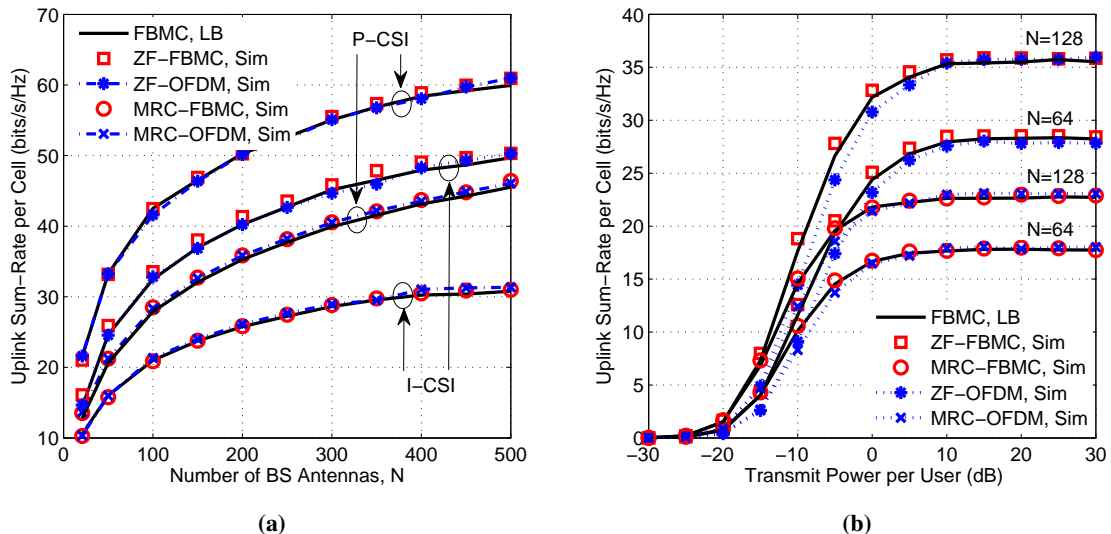 70
60
50
40
30
20
10
0
100
200
300
400
500
Uplink Sum−Rate per Cell (bits/s/Hz)
Number of BS Antennas, N
FBMC, LB
ZF−FBMC, Sim
ZF−OFDM, Sim
MRC−FBMC, Sim
MRC−OFDM, Sim
P−CSI
I−CSI
(a)
40
35
30
25
20
15
10
5
0
−30
−20
−10
0
10
20
30
Uplink Sum−Rate per Cell (bits/s/Hz)
Transmit Power per User (dB)
N=128
N=64
N=128
N=64
FBMC, LB
ZF−FBMC, Sim
MRC−FBMC, Sim
ZF−OFDM, Sim
MRC−OFDM, Sim
(b)